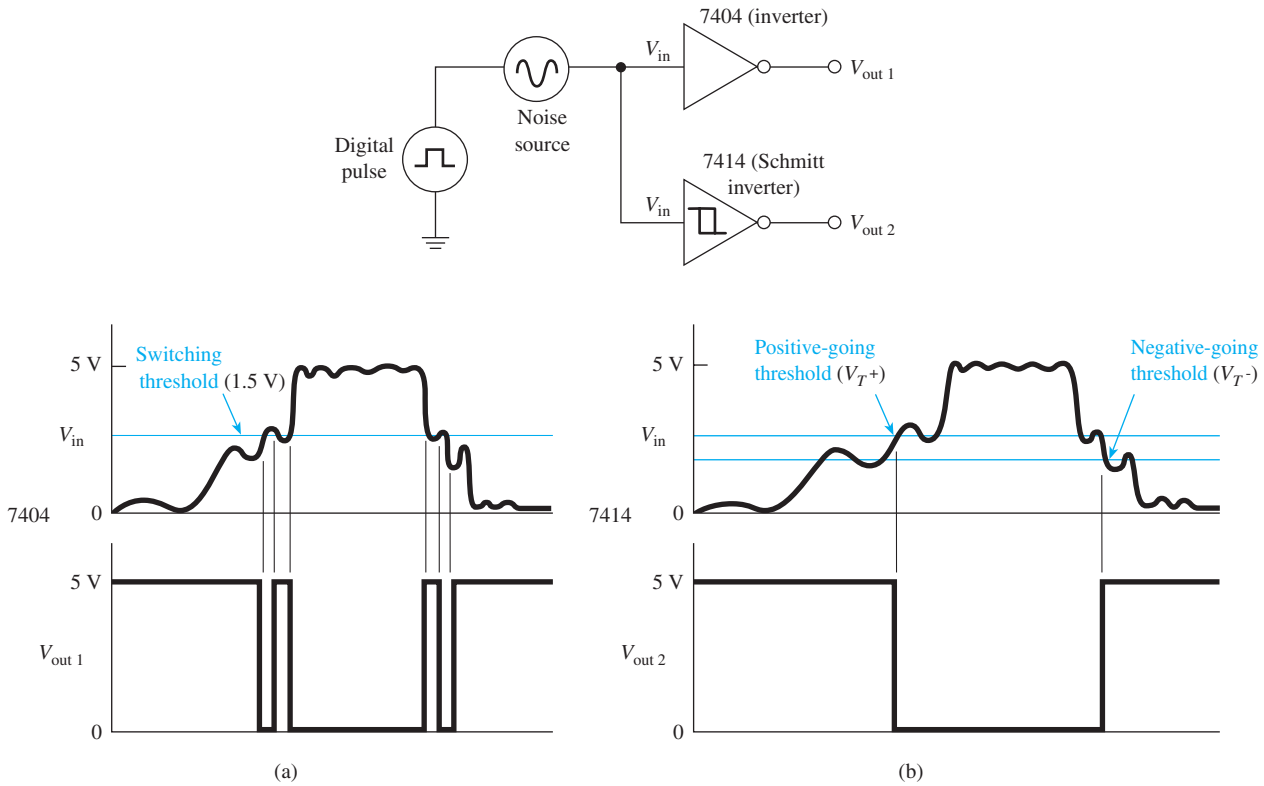 7404 (inverter)
V_in
V_out 1
Noise
source
Digital
pulse
7414 (Schmitt
inverter)
V_in
V_out 2
5 V
Switching
threshold (1.5 V)
V_in
7404
0
5 V
V_out 1
0
(a)
5 V
Positive-going
threshold (V_T+)
Negative-going
threshold (V_T-)
V_in
7414
0
5 V
V_out 2
0
(b)